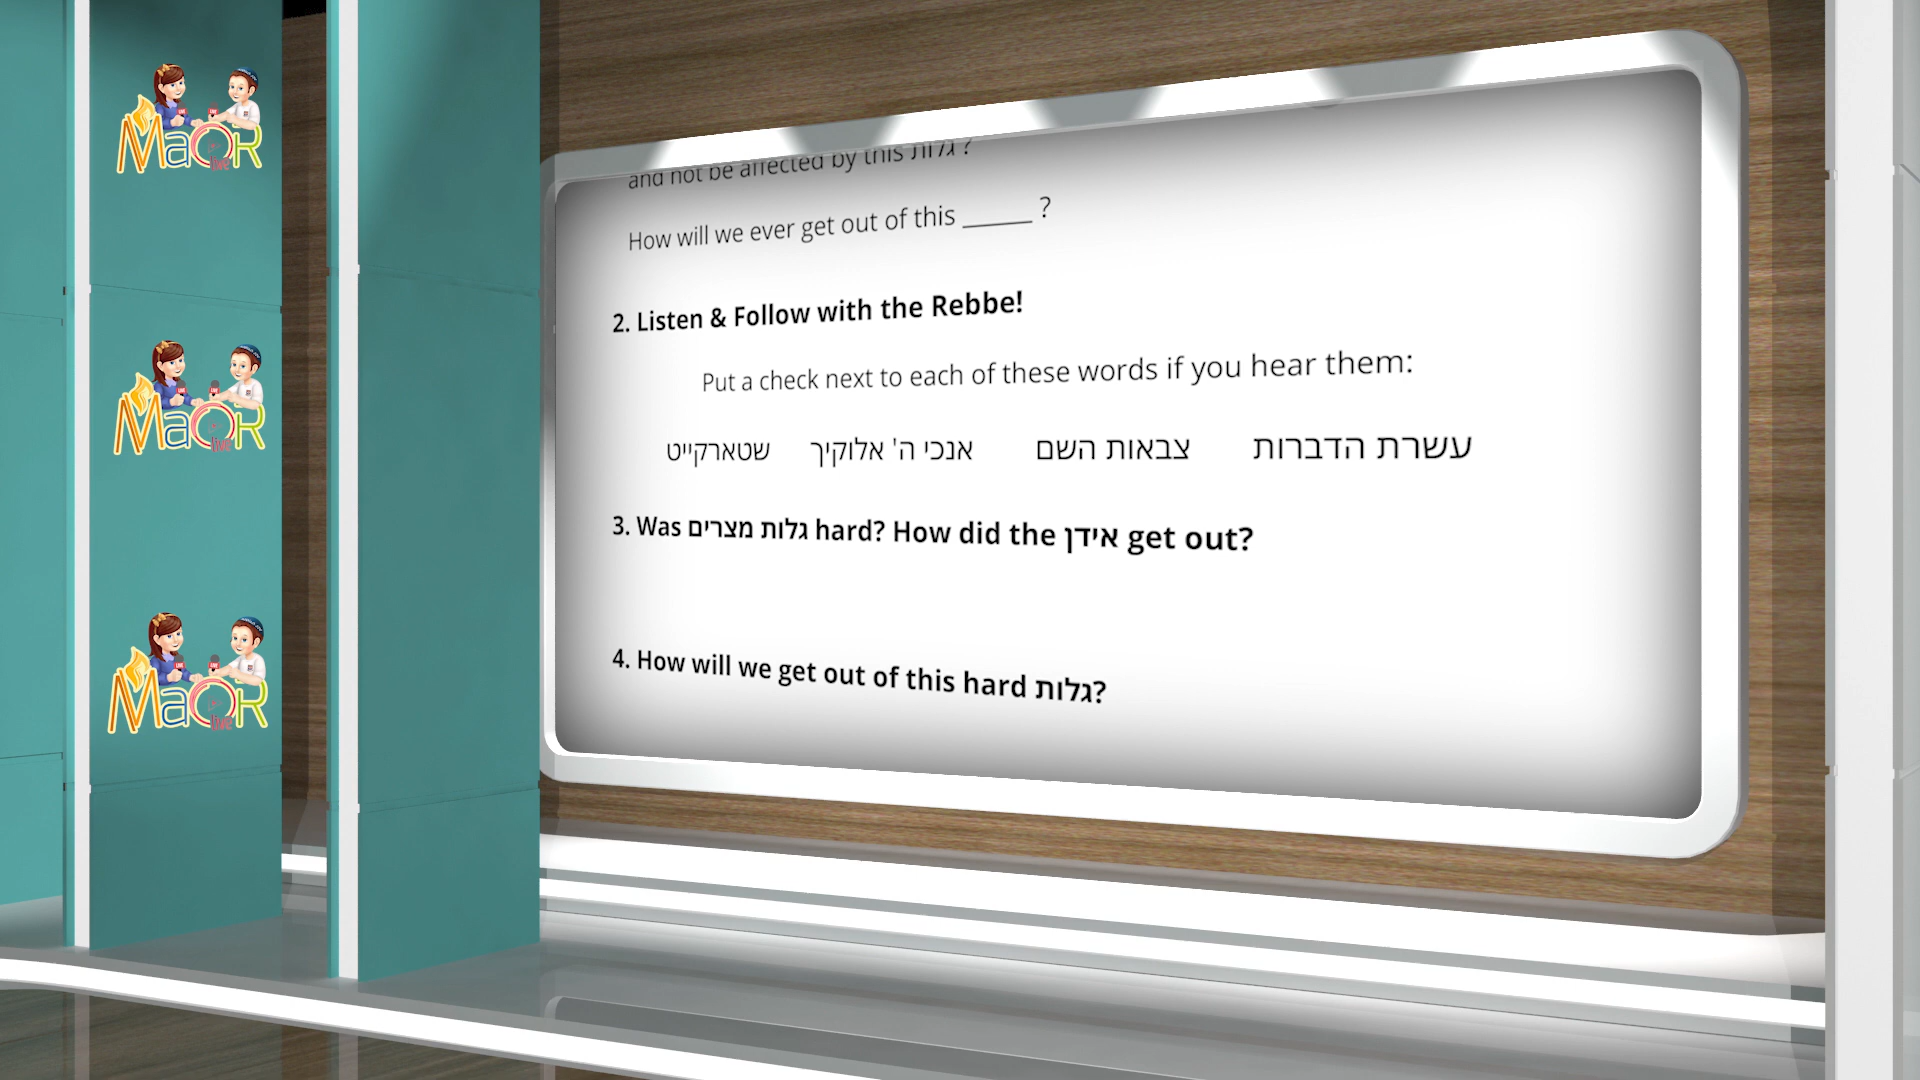 MaOR
live
MaOR
live
MaOR
live
and not be affected by this גלות ?
How will we ever get out of this ______ ?
2. Listen & Follow with the Rebbe!
Put a check next to each of these words if you hear them:
עשרת הדברות צבאות השם אנכי ה' אלוקיך שטארקייט
3. Was גלות מצרים hard? How did the אידן get out?
4. How will we get out of this hard גלות?